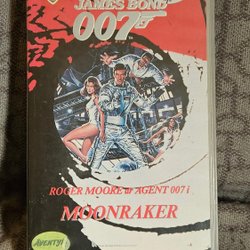 JAMES BOND
007
ROGER MOORE är AGENT 007 i
MOONRAKER
ÄVENTYR